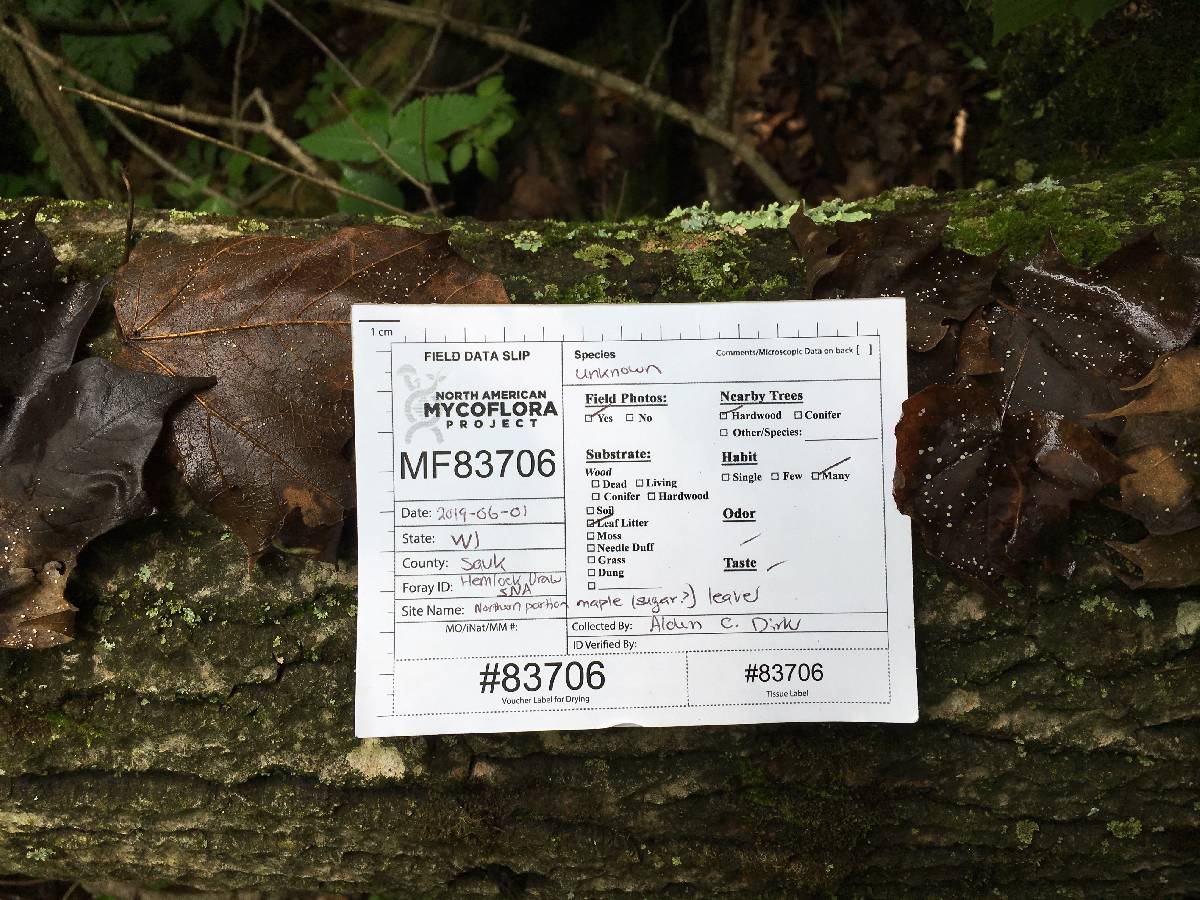 1 cm
FIELD DATA SLIP
NORTH AMERICAN
MYCOFLORA
PROJECT
MF83706
Date: 2019-06-01
State: WI
County: Sauk
Foray ID: Hemlock Draw
SNA
Site Name: Northern portion
MO/iNat/MM #:
Species
Comments/Microscopic Data on back [ ]
unknown
Field Photos:
Yes No
Nearby Trees
Hardwood Conifer
Other/Species:
Substrate:
Wood
Dead Living
Conifer Hardwood
Soil
Leaf Litter
Moss
Needle Duff
Grass
Dung
maple (sugar?) leaves
Habit
Single Few Many
Odor
Taste
Collected By: Alden C. Dirks
ID Verified By:
#83706
Voucher Label for Drying
#83706
Tissue Label